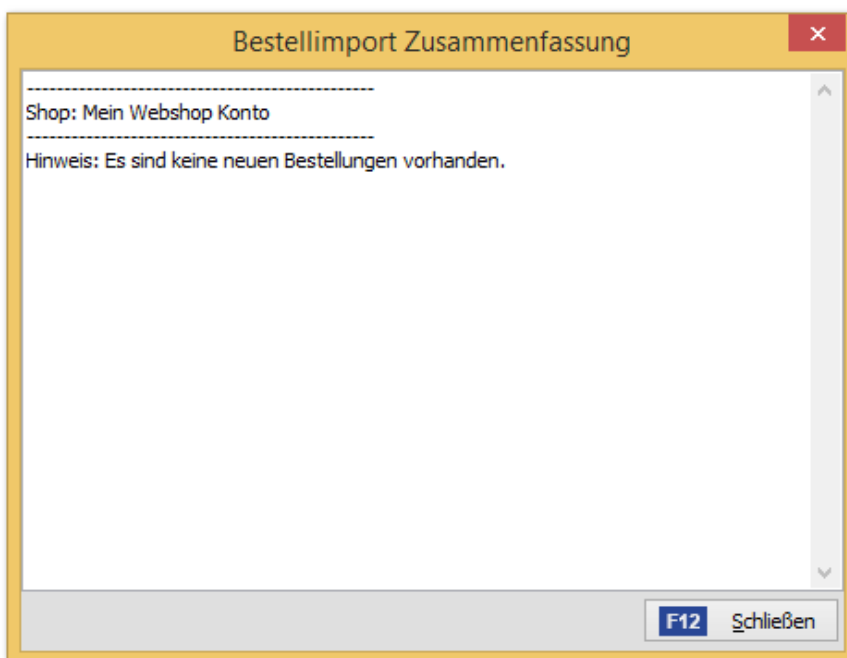 Bestellimport Zusammenfassung
-----------------------------------------------
Shop: Mein Webshop Konto
-----------------------------------------------
Hinweis: Es sind keine neuen Bestellungen vorhanden.
F12 Schließen